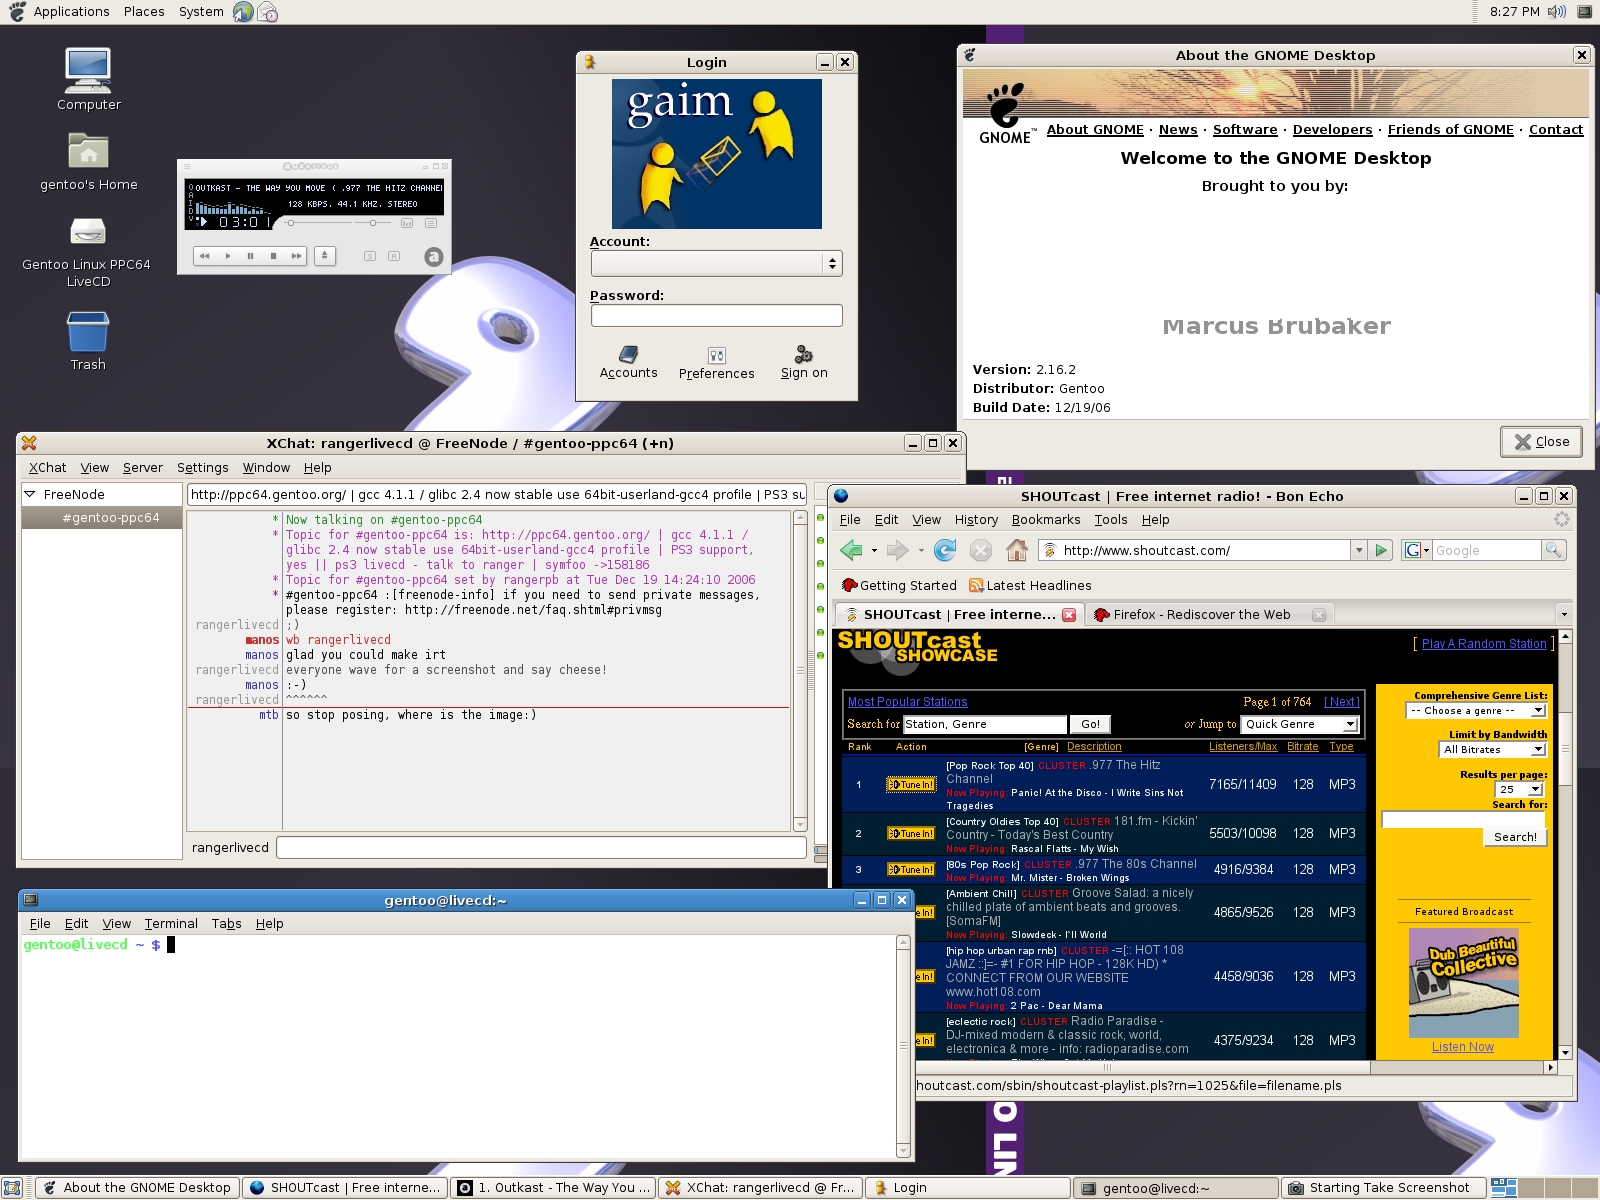 Applications Places System
8:27 PM
Computer
gentoo's Home
Gentoo Linux PPC64
LiveCD
Trash
audacious
OUTKAST - THE WAY YOU MOVE ( .977 THE HITZ CHANNEL
128 KBPS. 44.1 KHZ. STEREO
03:01
Login
gaim
Account:
Password:
Accounts Preferences Sign on
About the GNOME Desktop
GNOME™
About GNOME · News · Software · Developers · Friends of GNOME · Contact
Welcome to the GNOME Desktop
Brought to you by:
Marcus Brubaker
Version: 2.16.2
Distributor: Gentoo
Build Date: 12/19/06
Close
XChat: rangerlivecd @ FreeNode / #gentoo-ppc64 (+n)
XChat View Server Settings Window Help
FreeNode
#gentoo-ppc64
http://ppc64.gentoo.org/ | gcc 4.1.1 / glibc 2.4 now stable use 64bit-userland-gcc4 profile | PS3 su
* Now talking on #gentoo-ppc64
* Topic for #gentoo-ppc64 is: http://ppc64.gentoo.org/ | gcc 4.1.1 /
glibc 2.4 now stable use 64bit-userland-gcc4 profile | PS3 support,
yes || ps3 livecd - talk to ranger | symfoo ->158186
* Topic for #gentoo-ppc64 set by rangerpb at Tue Dec 19 14:24:10 2006
* #gentoo-ppc64 :[freenode-info] if you need to send private messages,
please register: http://freenode.net/faq.shtml#privmsg
rangerlivecd ;)
manos wb rangerlivecd
manos glad you could make irt
rangerlivecd everyone wave for a screenshot and say cheese!
manos :-)
rangerlivecd ^^^^^^
mtb so stop posing, where is the image:)
rangerlivecd
SHOUTcast | Free internet radio! - Bon Echo
File Edit View History Bookmarks Tools Help
http://www.shoutcast.com/
G Google
Getting Started Latest Headlines
SHOUTcast | Free interne... Firefox - Rediscover the Web
SHOUTcast
SHOWCASE
[ Play A Random Station ]
Most Popular Stations Page 1 of 764 [ Next ]
Search for Station, Genre Go! or Jump to Quick Genre
Rank Action [Genre] Description Listeners/Max Bitrate Type
1 Tune In! [Pop Rock Top 40] CLUSTER .977 The Hitz
Channel 7165/11409 128 MP3
Now Playing: Panic! At the Disco - I Write Sins Not
Tragedies
2 Tune In! [Country Oldies Top 40] CLUSTER 181.fm - Kickin'
Country - Today's Best Country 5503/10098 128 MP3
Now Playing: Rascal Flatts - My Wish
3 Tune In! [80s Pop Rock] CLUSTER .977 The 80s Channel 4916/9384 128 MP3
Now Playing: Mr. Mister - Broken Wings
[Ambient Chill] CLUSTER Groove Salad: a nicely
In! chilled plate of ambient beats and grooves. 4865/9526 128 MP3
[SomaFM]
Now Playing: Slowdeck - I'll World
[hip hop urban rap rnb] CLUSTER -=[:: HOT 108
JAMZ ::]=- #1 FOR HIP HOP - 128K HD) *
In! CONNECT FROM OUR WEBSITE 4458/9036 128 MP3
www.hot108.com
Now Playing: 2 Pac - Dear Mama
[eclectic rock] CLUSTER Radio Paradise -
In! DJ-mixed modern & classic rock, world, 4375/9234 128 MP3
electronica & more - info: radioparadise.com
Comprehensive Genre List:
-- Choose a genre --
Limit by Bandwidth
All Bitrates
Results per page:
25
Search for:
Search!
Featured Broadcast
Dub Beautiful
Collective
Listen Now
houtcast.com/sbin/shoutcast-playlist.pls?rn=1025&file=filename.pls
gentoo@livecd:~
File Edit View Terminal Tabs Help
gentoo@livecd ~ $
O LIN
About the GNOME Desktop SHOUTcast | Free interne... 1. Outkast - The Way You ... XChat: rangerlivecd @ Fr... Login gentoo@livecd:~ Starting Take Screenshot